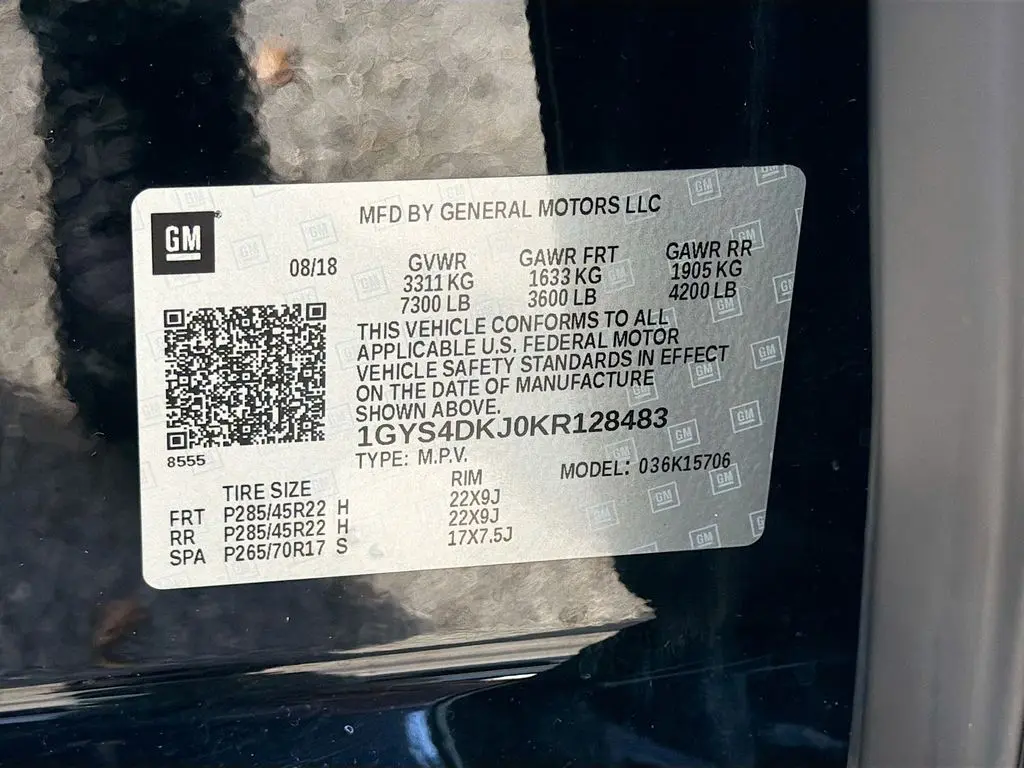 GM
MFD BY GENERAL MOTORS LLC
08/18
GVWR GAWR FRT GAWR RR
3311 KG 1633 KG 1905 KG
7300 LB 3600 LB 4200 LB
THIS VEHICLE CONFORMS TO ALL
APPLICABLE U.S. FEDERAL MOTOR
VEHICLE SAFETY STANDARDS IN EFFECT
ON THE DATE OF MANUFACTURE
SHOWN ABOVE.
1GYS4DKJ0KR128483
8555
TYPE: M.P.V. MODEL: 036K15706
TIRE SIZE RIM
FRT P285/45R22 H 22X9J
RR P285/45R22 H 22X9J
SPA P265/70R17 S 17X7.5J